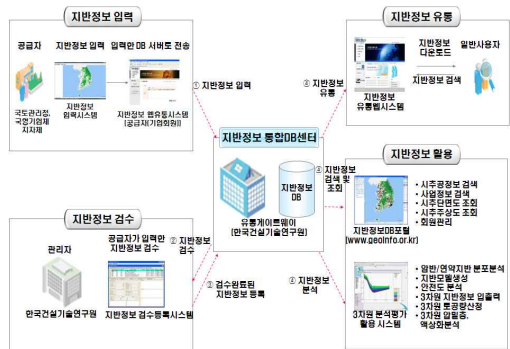 지반정보 입력
공급자
지반정보 입력
입력한 DB 서버로 전송
국토관리청,
국영기업체
지자체
지반정보
입력시스템
지반정보 웹유통시스템
(공급자(기업회원))
① 지반정보 입력
지반정보 유통
지반정보
다운로드
일반사용자
지반정보 검색
지반정보
유통웹시스템
④ 지반정보
유통
지반정보 통합DB센터
지반정보
DB
유통게이트웨이
(한국건설기술연구원)
지반정보
검색 및
조회
지반정보 검수
관리자
공급자가 입력한
지반정보 검수
한국건설기술연구원
지반정보 검수등록시스템
② 지반정보
검수
③ 검수완료된
지반정보 등록
지반정보
분석
지반정보 활용
• 시추공정보 검색
• 사업정보 검색
• 시추단면도 조회
• 시추주상도 조회
• 회원관리
지반정보DB포털
(www.geoinfo.or.kr)
• 암반/연약지반 분포분석
• 지반모델생성
• 안전도 분석
• 3차원 지반정보 입출력
• 3차원 토공량산정
• 3차원 압밀층,
액상화분석
3차원 분석평가
활용 시스템